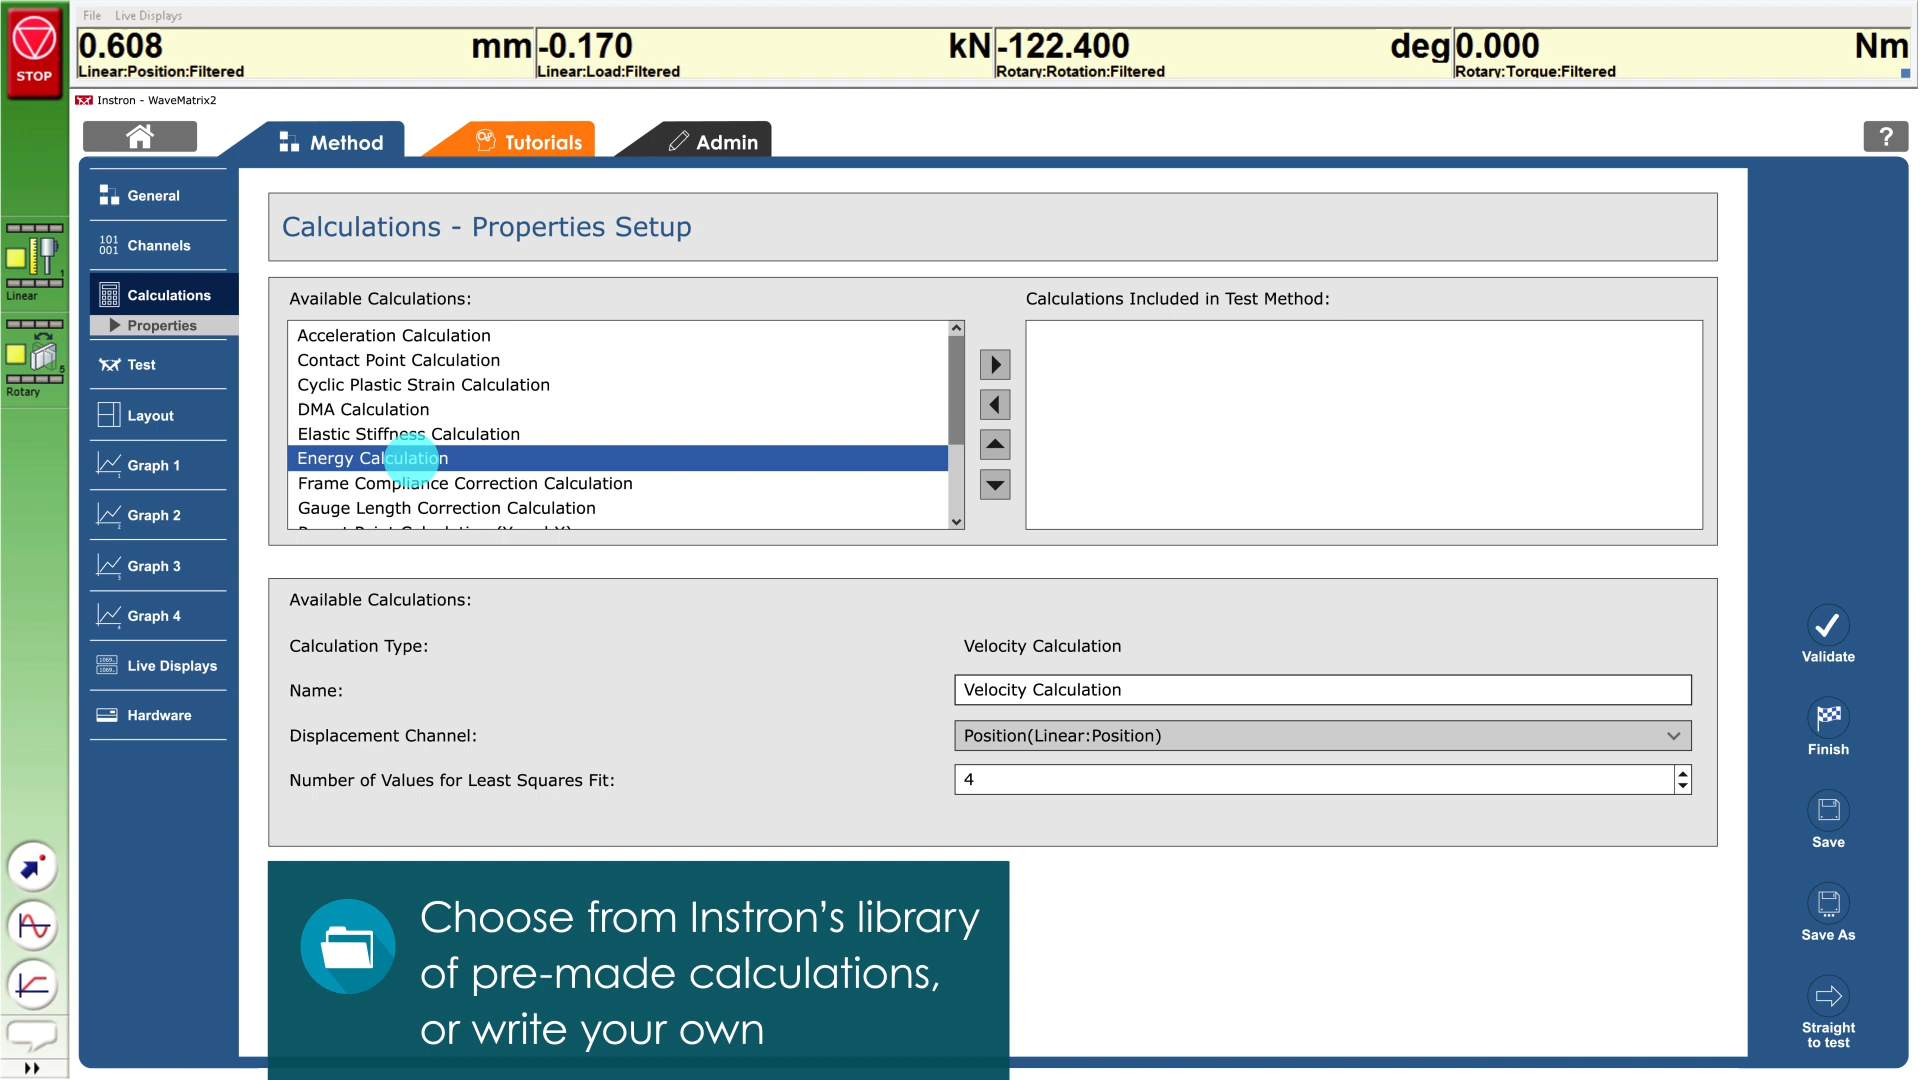 File Live Displays
STOP
0.608 mm
Linear:Position:Filtered
-0.170 kN
Linear:Load:Filtered
-122.400 deg
Rotary:Rotation:Filtered
0.000 Nm
Rotary:Torque:Filtered
Instron - WaveMatrix2
Method
Tutorials
Admin
?
1
Linear
5
Rotary
General
101
001
Channels
Calculations
Properties
Test
Layout
Graph 1
Graph 2
Graph 3
Graph 4
Live Displays
Hardware
Calculations - Properties Setup
Available Calculations:
Acceleration Calculation
Contact Point Calculation
Cyclic Plastic Strain Calculation
DMA Calculation
Elastic Stiffness Calculation
Energy Calculation
Frame Compliance Correction Calculation
Gauge Length Correction Calculation
Calculations Included in Test Method:
Available Calculations:
Calculation Type: Velocity Calculation
Name: Velocity Calculation
Displacement Channel: Position(Linear:Position)
Number of Values for Least Squares Fit: 4
Choose from Instron’s library
of pre-made calculations,
or write your own
Validate
Finish
Save
Save As
Straight
to test